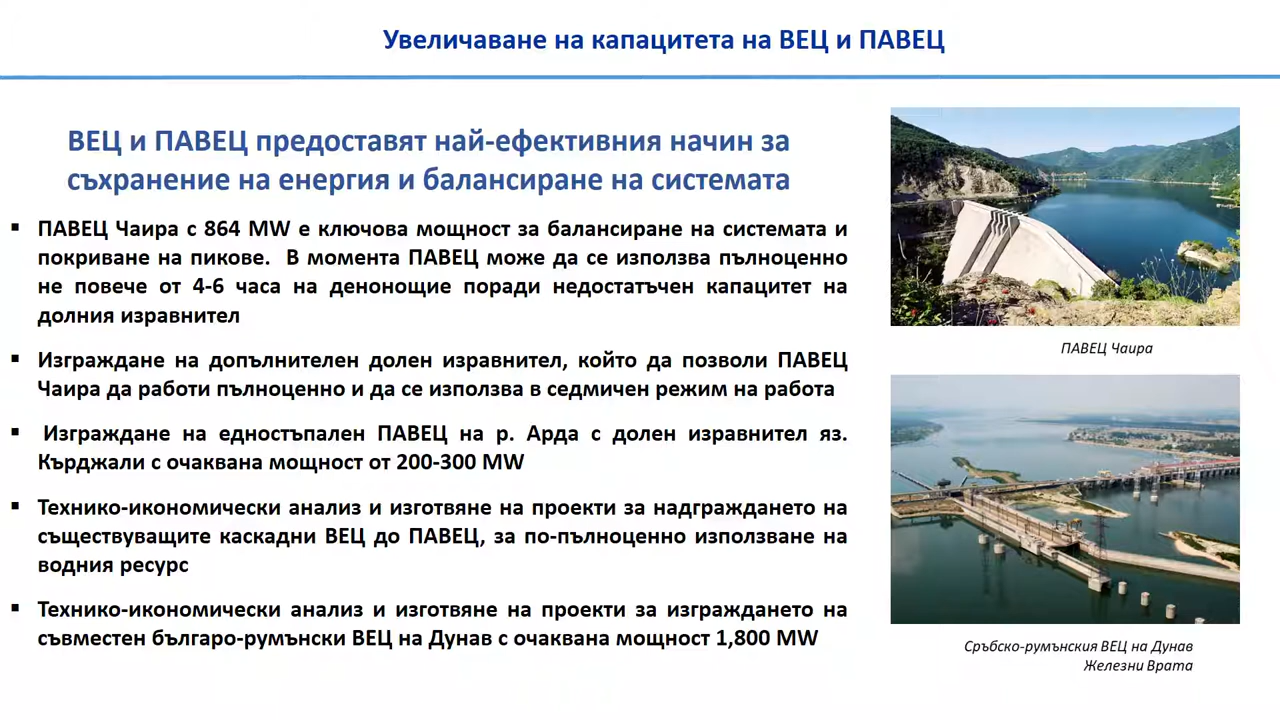 Увеличаване на капацитета на ВЕЦ и ПАВЕЦ
ВЕЦ и ПАВЕЦ предоставят най-ефективния начин за
съхранение на енергия и балансиране на системата
▪ ПАВЕЦ Чаира с 864 MW е ключова мощност за балансиране на системата и
покриване на пикове. В момента ПАВЕЦ може да се използва пълноценно
не повече от 4-6 часа на денонощие поради недостатъчен капацитет на
долния изравнител
▪ Изграждане на допълнителен долен изравнител, който да позволи ПАВЕЦ
Чаира да работи пълноценно и да се използва в седмичен режим на работа
▪ Изграждане на едностъпален ПАВЕЦ на р. Арда с долен изравнител яз.
Кърджали с очаквана мощност от 200-300 MW
▪ Технико-икономически анализ и изготвяне на проекти за надграждането на
съществуващите каскадни ВЕЦ до ПАВЕЦ, за по-пълноценно използване на
водния ресурс
▪ Технико-икономически анализ и изготвяне на проекти за изграждането на
съвместен българо-румънски ВЕЦ на Дунав с очаквана мощност 1,800 MW
ПАВЕЦ Чаира
Сръбско-румънския ВЕЦ на Дунав
Железни Врата